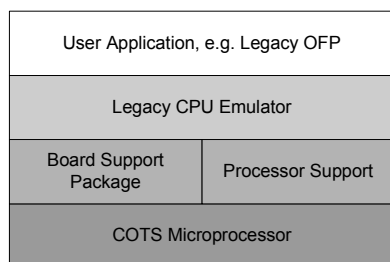 User Application, e.g. Legacy OFP
Legacy CPU Emulator
Board Support
Package
Processor Support
COTS Microprocessor